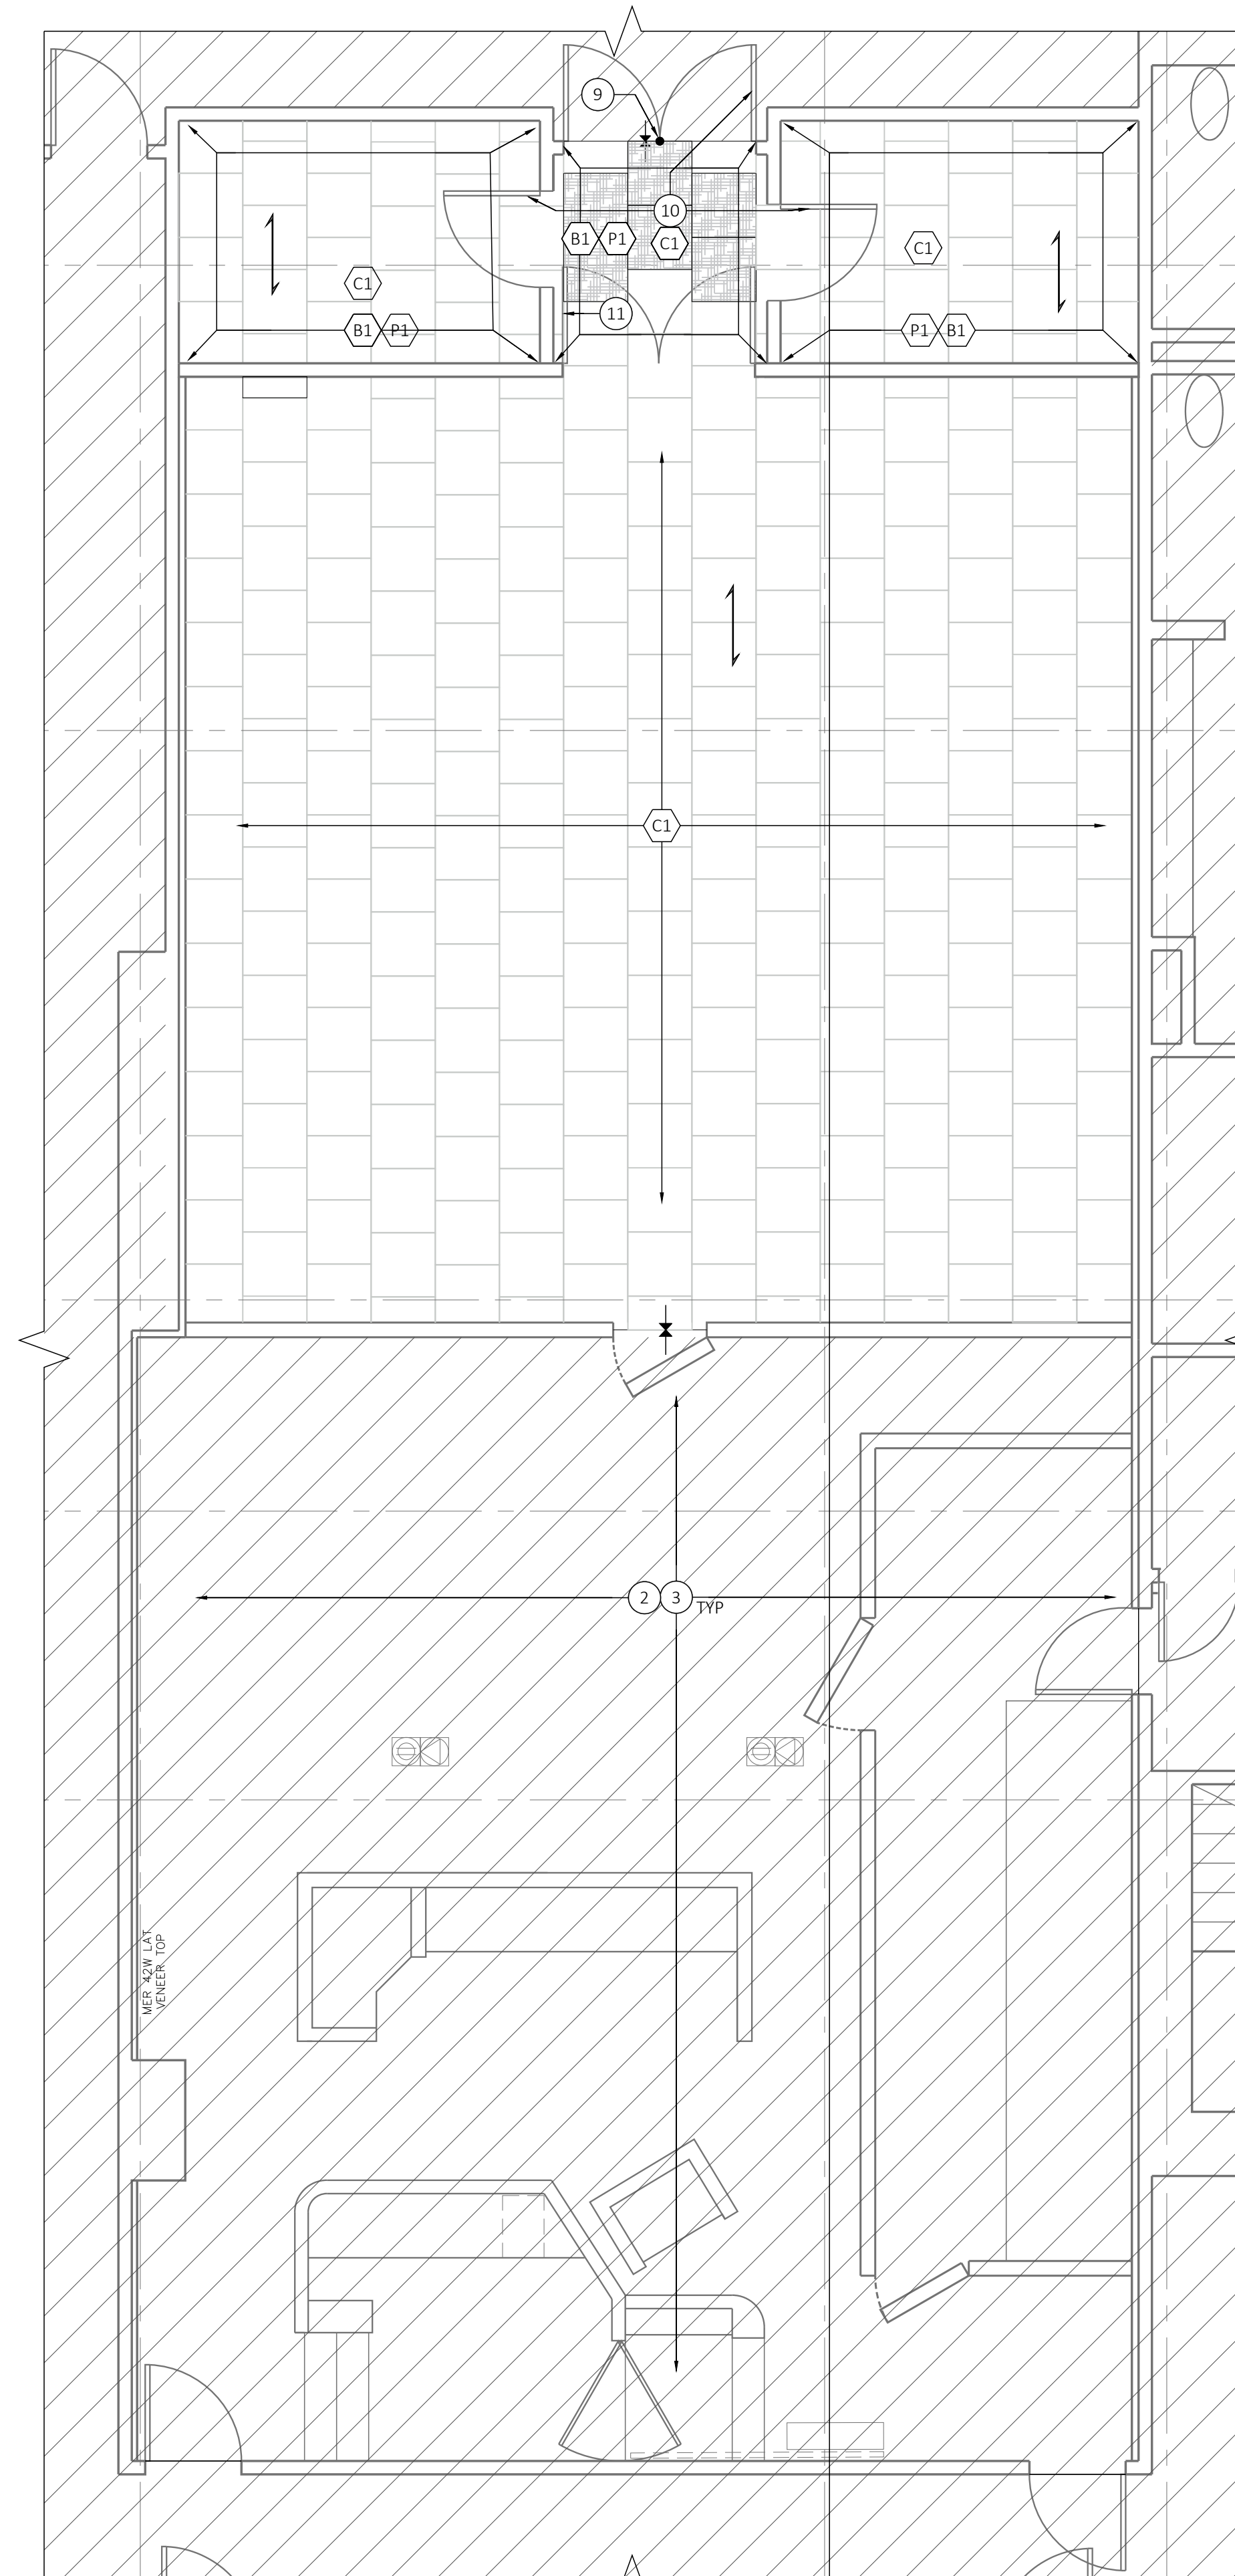 9
10
B1 P1 C1
C1
C1
11
B1 P1
P1 B1
C1
2 3 TYP
MER 42W LAT
VENEER TOP